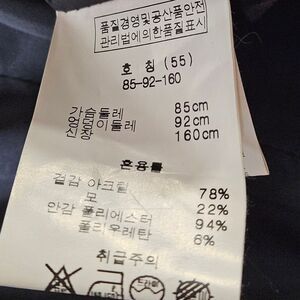 품질경영및공산품안전
관리법에의한품질표시
호 칭 (55)
85-92-160
가슴둘레 85cm
엉덩이둘레 92cm
신장 160cm
혼용률
겉감 아크릴 78%
모 22%
안감 폴리에스터 94%
폴리우레탄 6%
취급주의
드라이